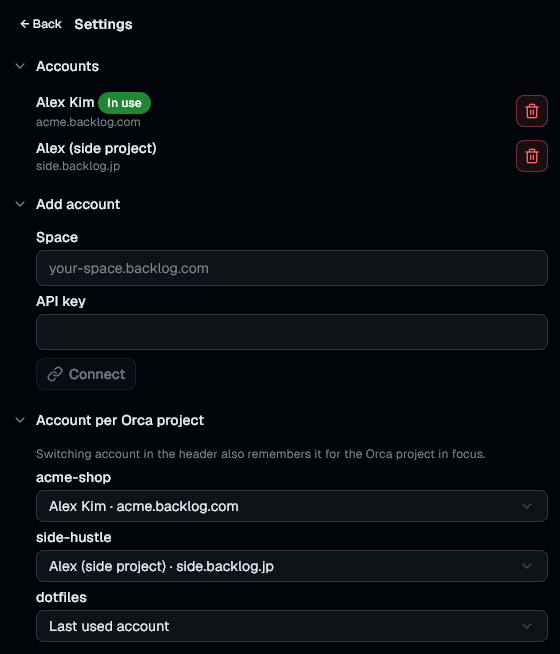 ← Back Settings
Accounts
Alex Kim In use
acme.backlog.com
Alex (side project)
side.backlog.jp
Add account
Space
your-space.backlog.com
API key
Connect
Account per Orca project
Switching account in the header also remembers it for the Orca project in focus.
acme-shop
Alex Kim · acme.backlog.com
side-hustle
Alex (side project) · side.backlog.jp
dotfiles
Last used account